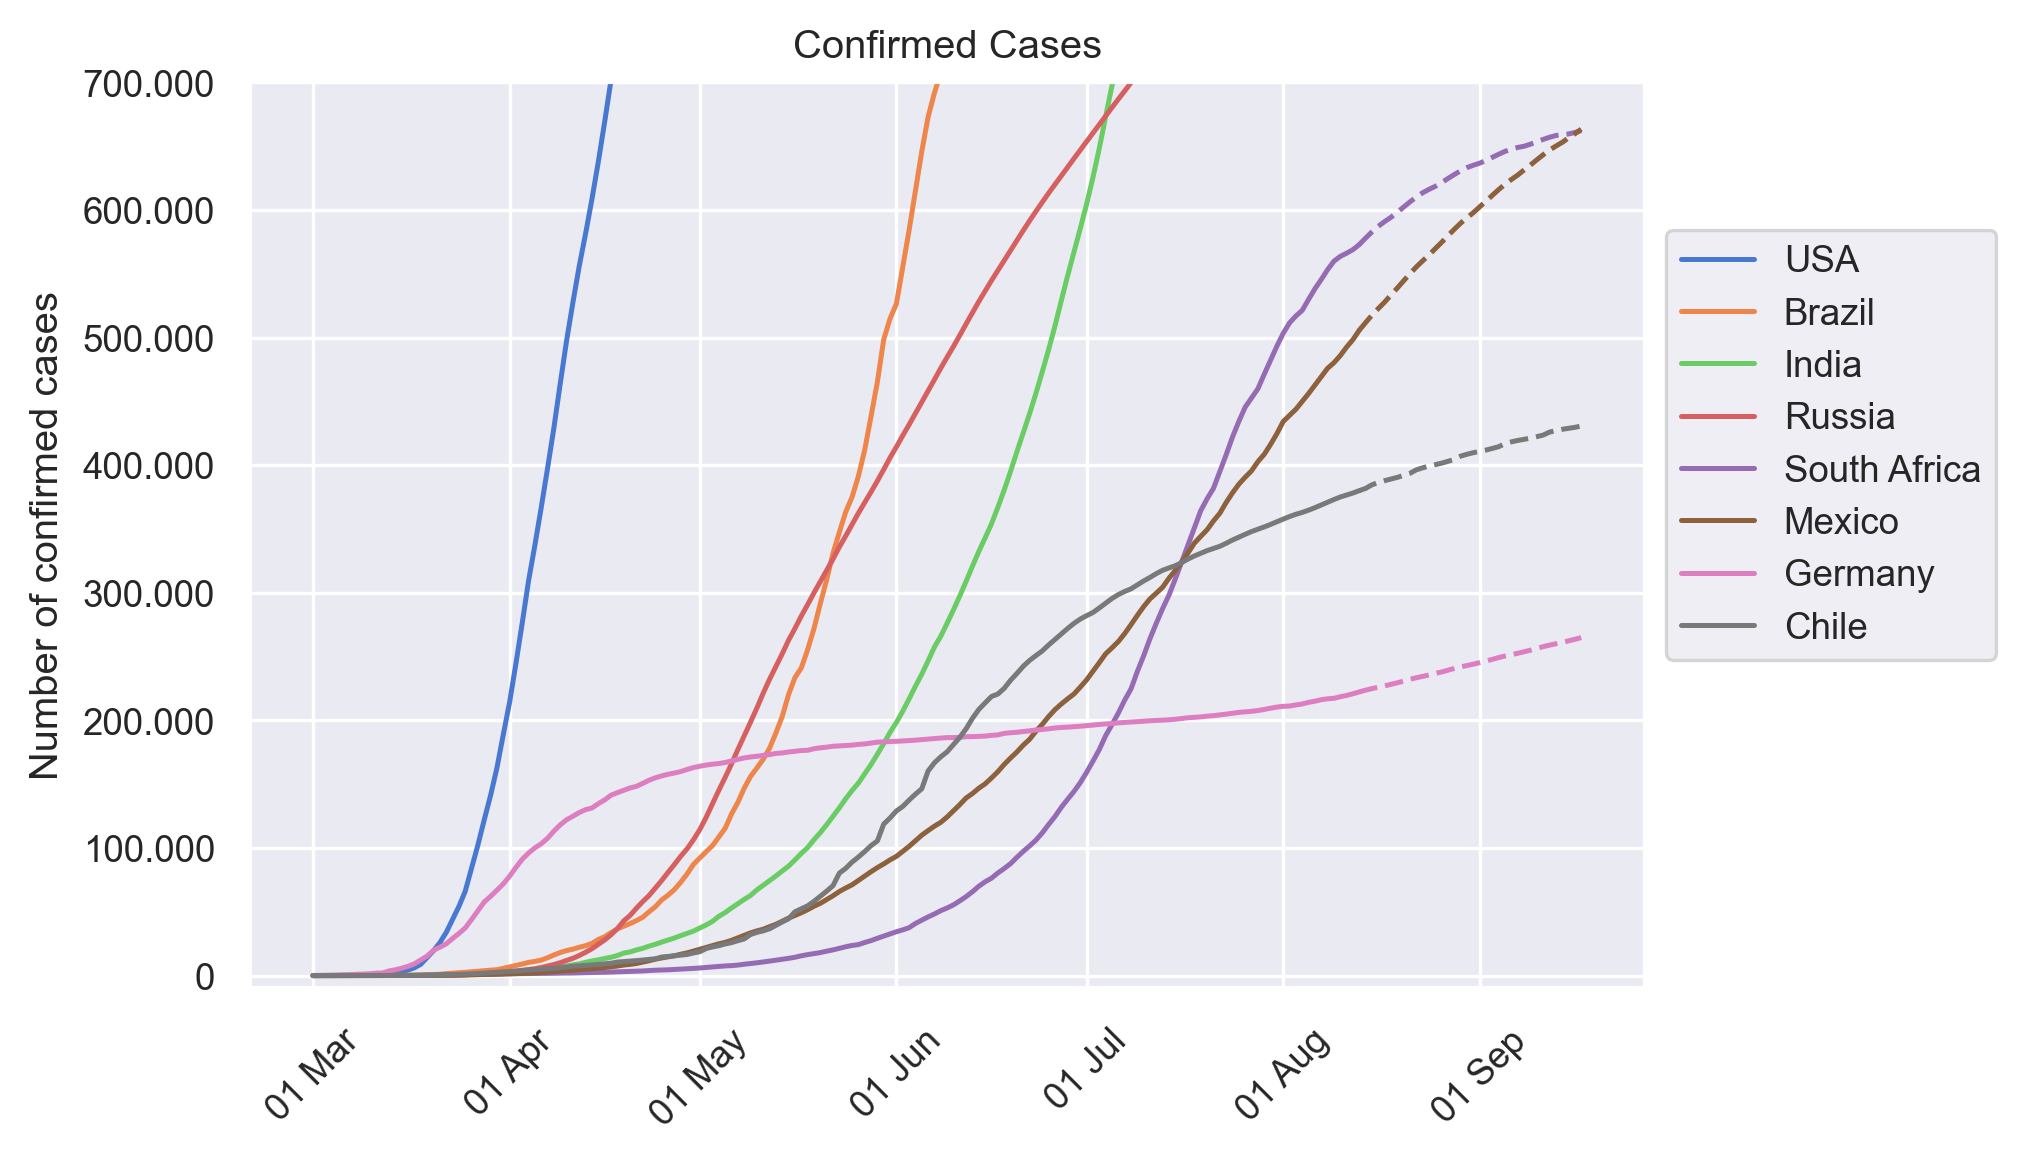 Confirmed Cases
Number of confirmed cases
700.000
600.000
500.000
400.000
300.000
200.000
100.000
0
01 Mar
01 Apr
01 May
01 Jun
01 Jul
01 Aug
01 Sep
USA
Brazil
India
Russia
South Africa
Mexico
Germany
Chile